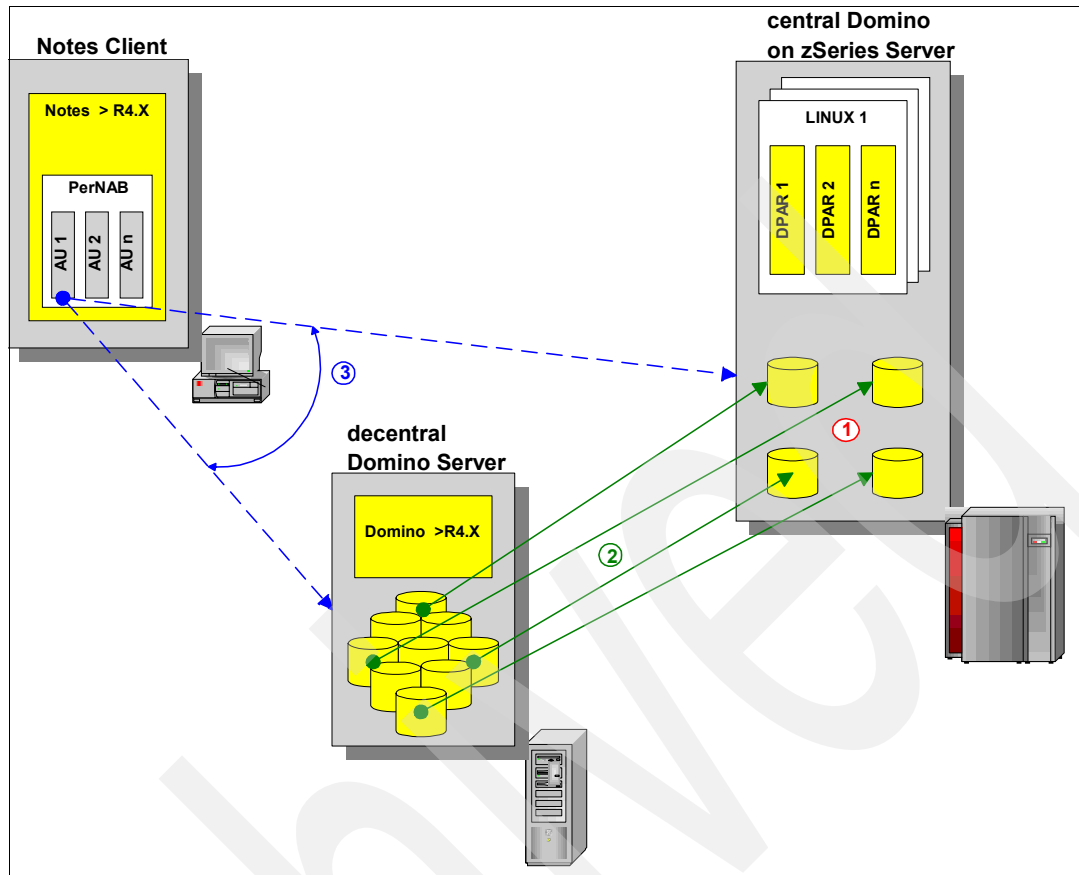 Notes Client
Notes > R4.X
PerNAB
AU 1
AU 2
AU n
central Domino
on zSeries Server
LINUX 1
DPAR 1
DPAR 2
DPAR n
3
1
decentral
Domino Server
Domino >R4.X
2